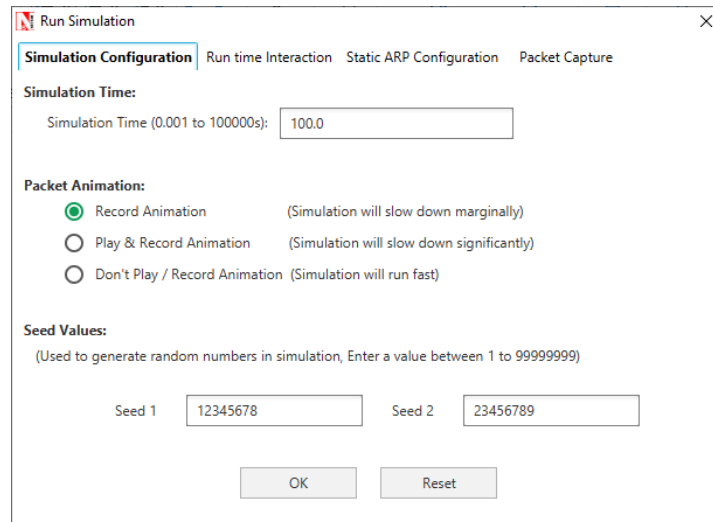 Run Simulation
Simulation Configuration Run time Interaction Static ARP Configuration Packet Capture
Simulation Time:
Simulation Time (0.001 to 100000s): 100.0
Packet Animation:
Record Animation (Simulation will slow down marginally)
Play & Record Animation (Simulation will slow down significantly)
Don't Play / Record Animation (Simulation will run fast)
Seed Values:
(Used to generate random numbers in simulation, Enter a value between 1 to 99999999)
Seed 1 12345678 Seed 2 23456789
OK Reset